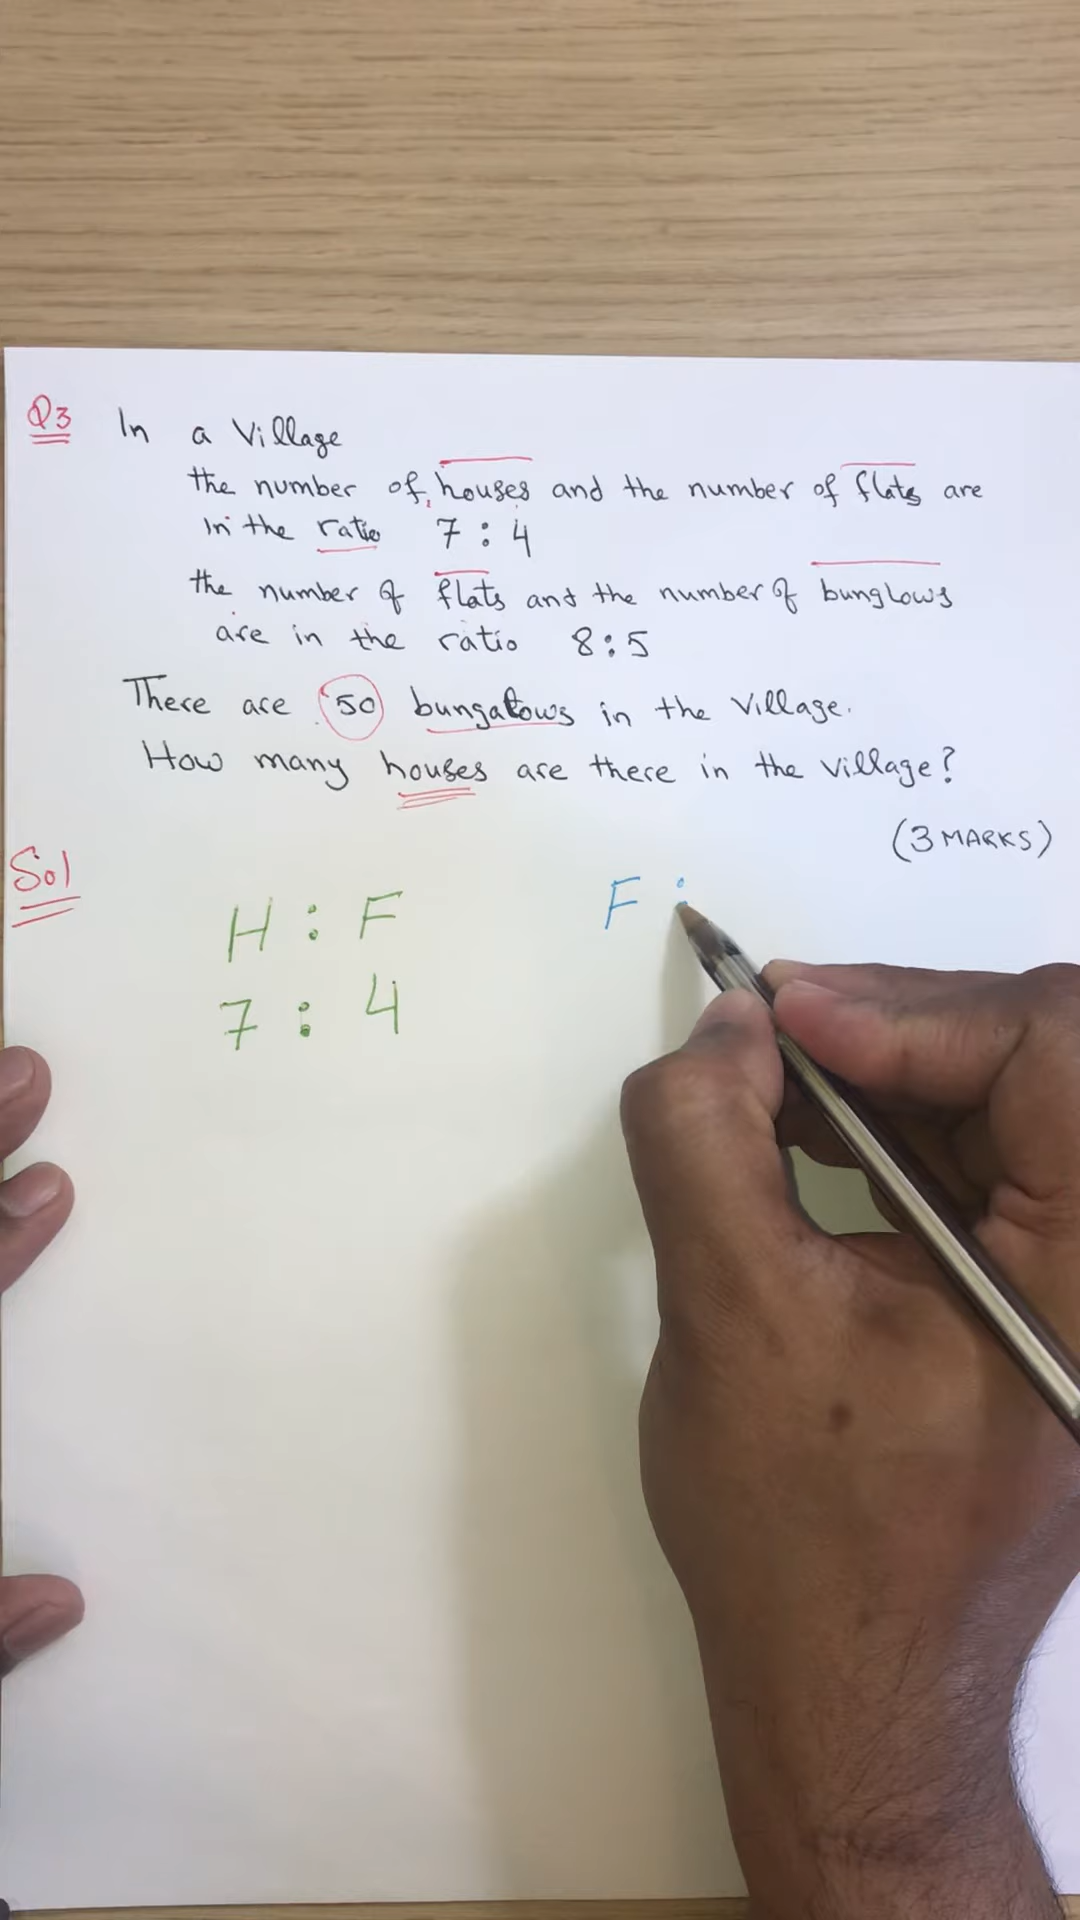 Q3 In a Village
the number of houses and the number of flats are
in the ratio 7 : 4
the number of flats and the number of bunglows
are in the ratio 8:5
There are 50 bungalows in the village.
How many houses are there in the village?
(3 MARKS)
Sol
H : F F :
7 : 4